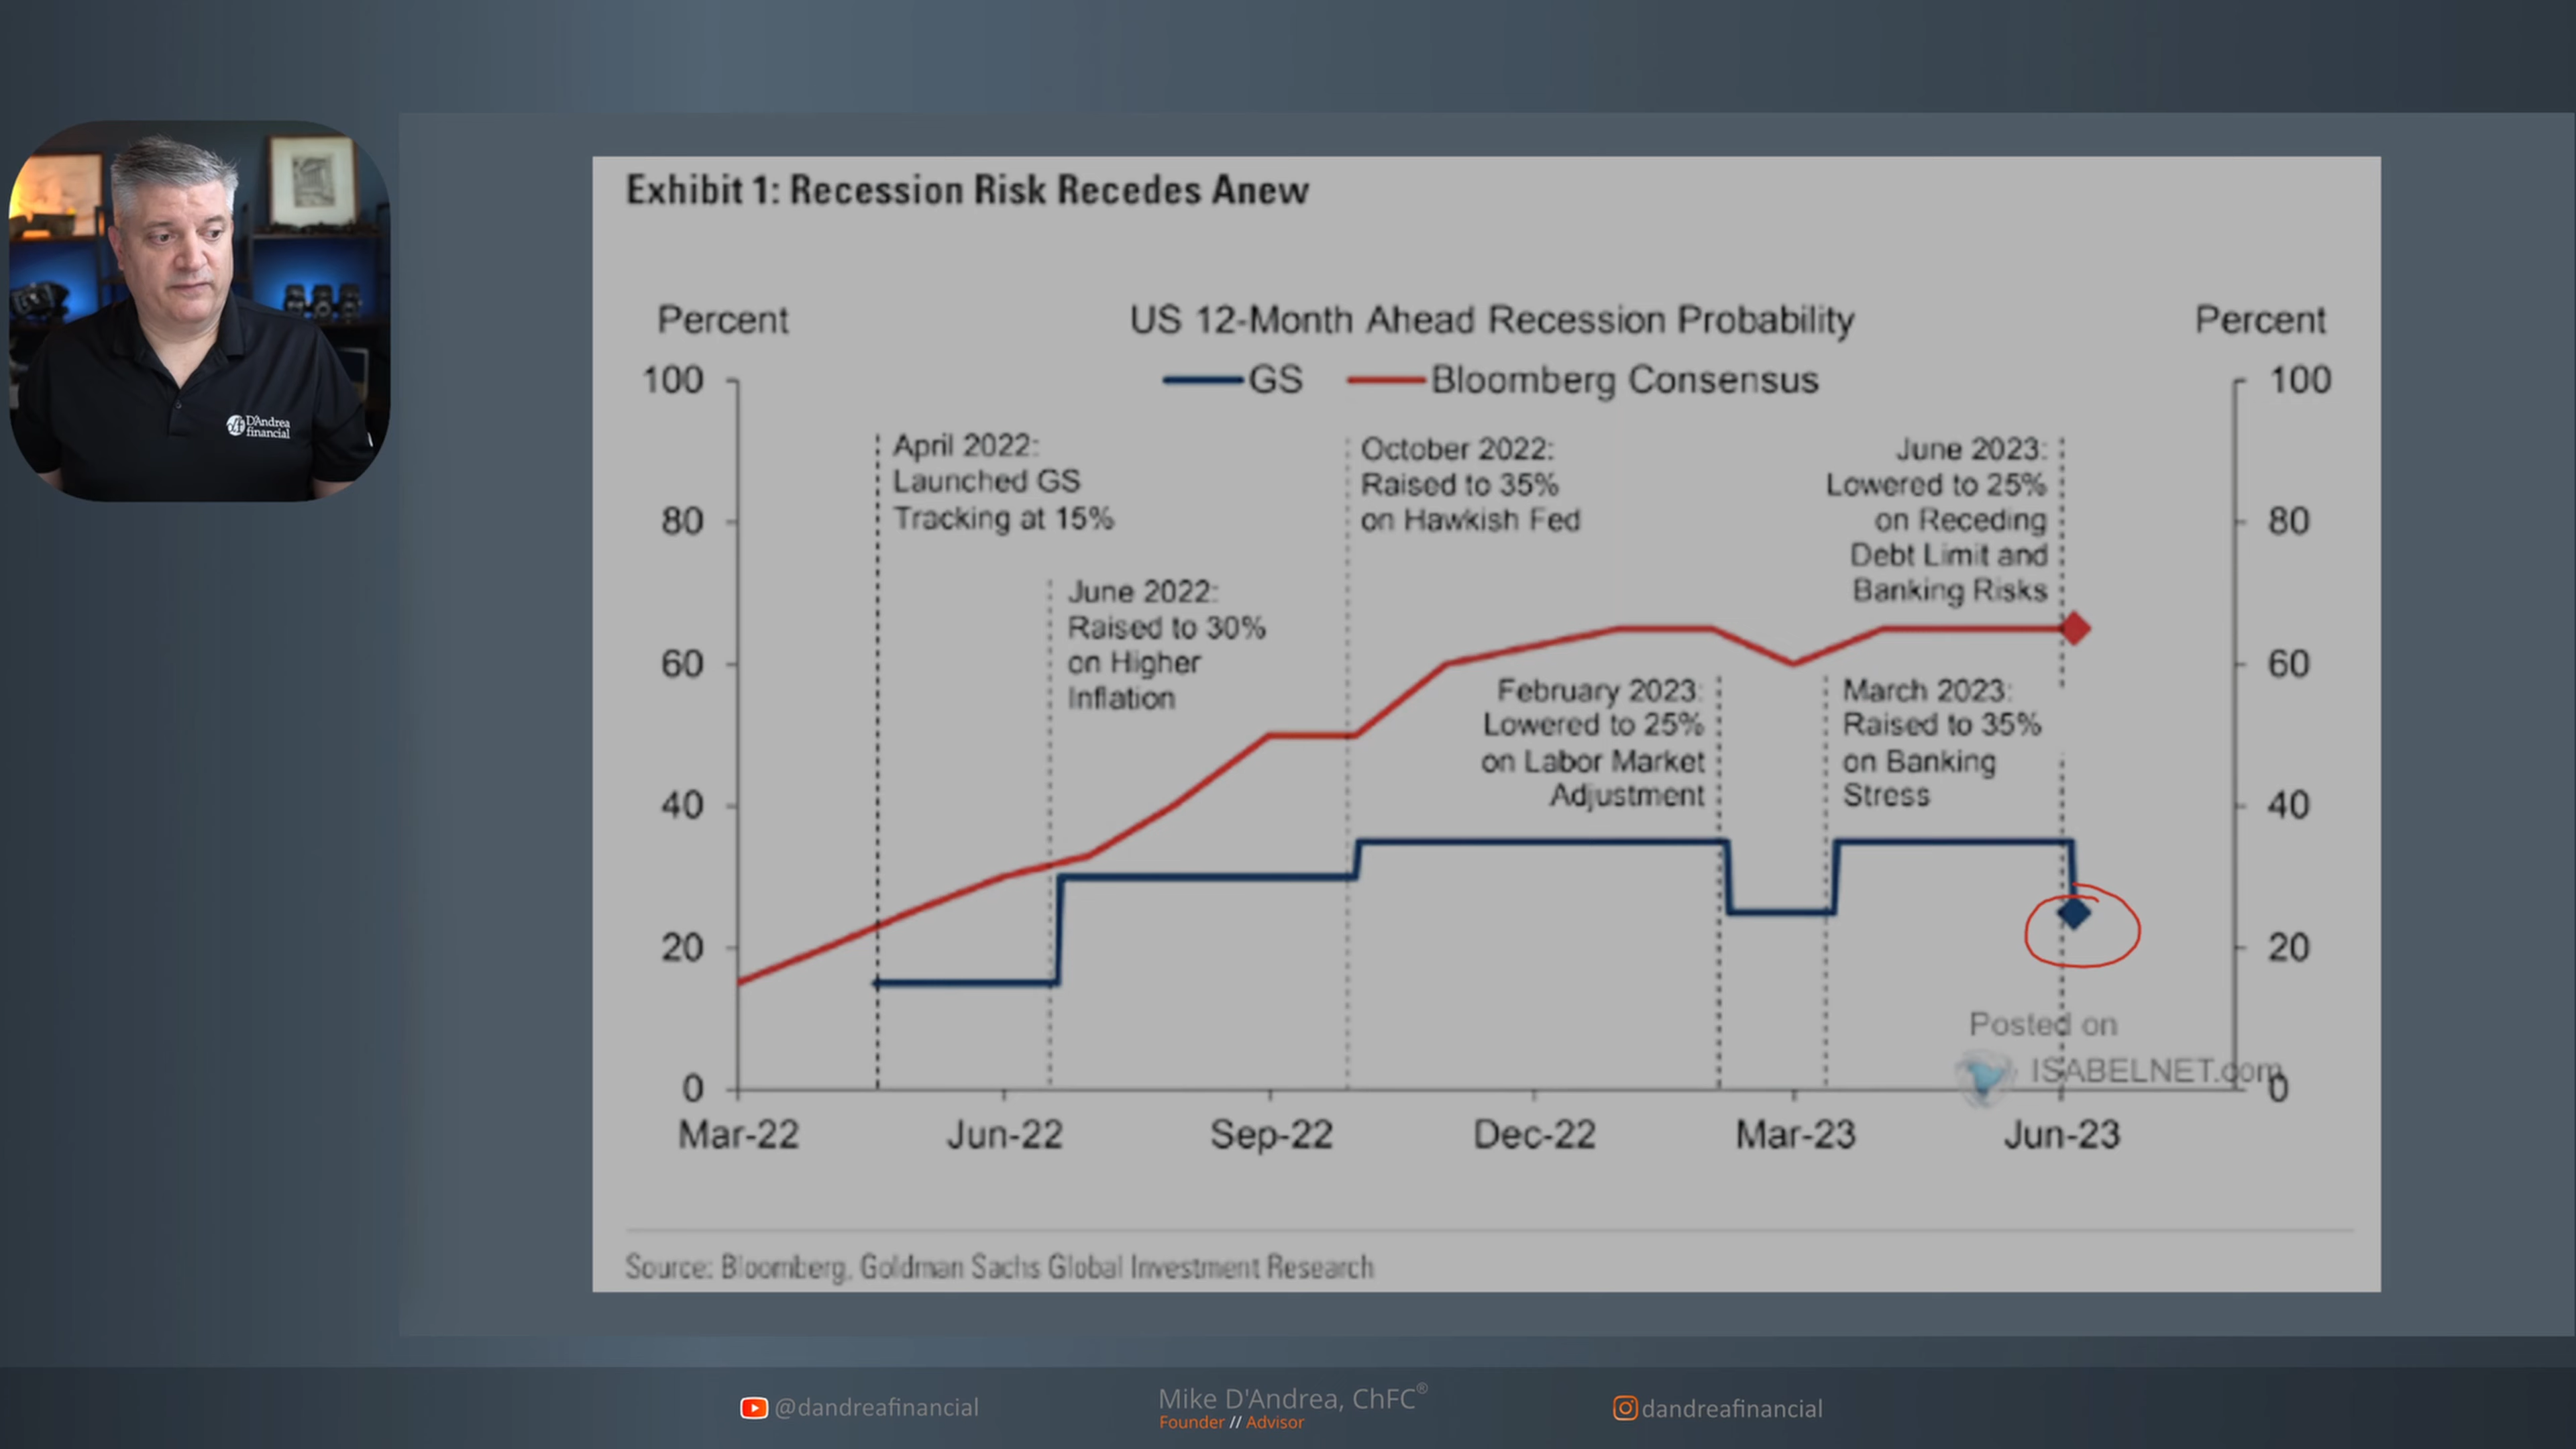 D'Andrea
financial
Exhibit 1: Recession Risk Recedes Anew
Percent
US 12-Month Ahead Recession Probability
Percent
GS
Bloomberg Consensus
100
80
60
40
20
0
100
80
60
40
20
0
April 2022:
Launched GS
Tracking at 15%
June 2022:
Raised to 30%
on Higher
Inflation
October 2022:
Raised to 35%
on Hawkish Fed
February 2023:
Lowered to 25%
on Labor Market
Adjustment
March 2023:
Raised to 35%
on Banking
Stress
June 2023:
Lowered to 25%
on Receding
Debt Limit and
Banking Risks
Posted on
ISABELNET.com
Mar-22
Jun-22
Sep-22
Dec-22
Mar-23
Jun-23
Source: Bloomberg, Goldman Sachs Global Investment Research
@dandreafinancial
Mike D'Andrea, ChFC®
Founder // Advisor
dandreafinancial